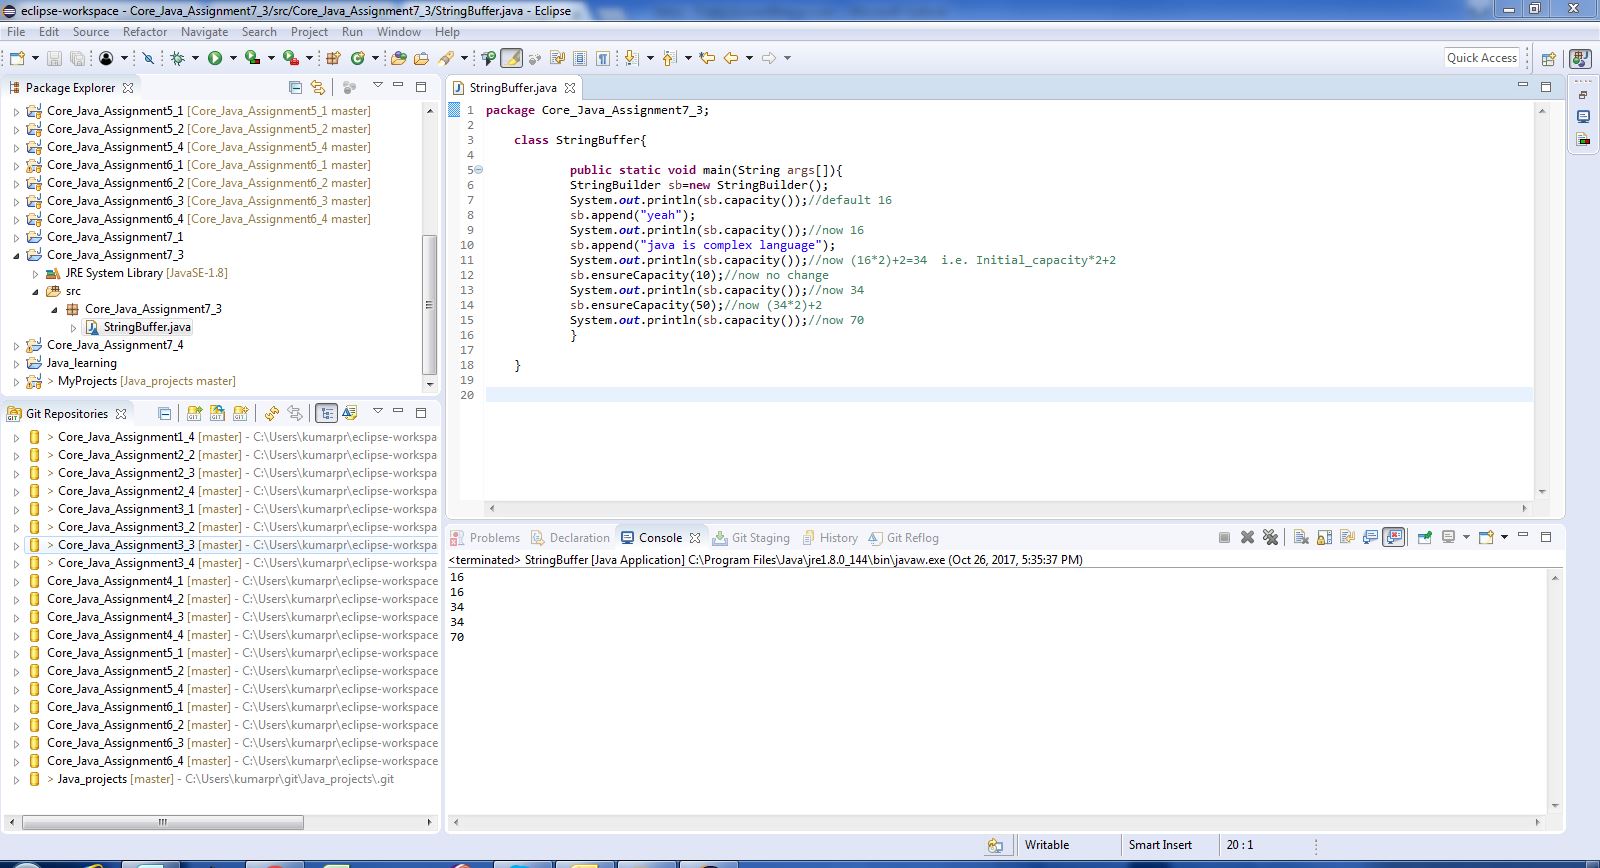 eclipse-workspace - Core_Java_Assignment7_3/src/Core_Java_Assignment7_3/StringBuffer.java - Eclipse
File Edit Source Refactor Navigate Search Project Run Window Help
Quick Access
Package Explorer
Core_Java_Assignment5_1 [Core_Java_Assignment5_1 master]
Core_Java_Assignment5_2 [Core_Java_Assignment5_2 master]
Core_Java_Assignment5_4 [Core_Java_Assignment5_4 master]
Core_Java_Assignment6_1 [Core_Java_Assignment6_1 master]
Core_Java_Assignment6_2 [Core_Java_Assignment6_2 master]
Core_Java_Assignment6_3 [Core_Java_Assignment6_3 master]
Core_Java_Assignment6_4 [Core_Java_Assignment6_4 master]
Core_Java_Assignment7_1
Core_Java_Assignment7_3
JRE System Library [JavaSE-1.8]
src
Core_Java_Assignment7_3
StringBuffer.java
Core_Java_Assignment7_4
Java_learning
> MyProjects [Java_projects master]
Git Repositories
> Core_Java_Assignment1_4 [master] - C:\Users\kumarpr\eclipse-workspa
> Core_Java_Assignment2_2 [master] - C:\Users\kumarpr\eclipse-workspa
> Core_Java_Assignment2_3 [master] - C:\Users\kumarpr\eclipse-workspa
> Core_Java_Assignment2_4 [master] - C:\Users\kumarpr\eclipse-workspa
> Core_Java_Assignment3_1 [master] - C:\Users\kumarpr\eclipse-workspa
> Core_Java_Assignment3_2 [master] - C:\Users\kumarpr\eclipse-workspa
> Core_Java_Assignment3_3 [master] - C:\Users\kumarpr\eclipse-workspa
> Core_Java_Assignment3_4 [master] - C:\Users\kumarpr\eclipse-workspa
Core_Java_Assignment4_1 [master] - C:\Users\kumarpr\eclipse-workspace
Core_Java_Assignment4_2 [master] - C:\Users\kumarpr\eclipse-workspace
Core_Java_Assignment4_3 [master] - C:\Users\kumarpr\eclipse-workspace
Core_Java_Assignment4_4 [master] - C:\Users\kumarpr\eclipse-workspace
Core_Java_Assignment5_1 [master] - C:\Users\kumarpr\eclipse-workspace
Core_Java_Assignment5_2 [master] - C:\Users\kumarpr\eclipse-workspace
Core_Java_Assignment5_4 [master] - C:\Users\kumarpr\eclipse-workspace
Core_Java_Assignment6_1 [master] - C:\Users\kumarpr\eclipse-workspace
Core_Java_Assignment6_2 [master] - C:\Users\kumarpr\eclipse-workspace
Core_Java_Assignment6_3 [master] - C:\Users\kumarpr\eclipse-workspace
Core_Java_Assignment6_4 [master] - C:\Users\kumarpr\eclipse-workspace
> Java_projects [master] - C:\Users\kumarpr\git\Java_projects\.git
StringBuffer.java
1 package Core_Java_Assignment7_3;
2
3 class StringBuffer{
4
5 public static void main(String args[]){
6 StringBuilder sb=new StringBuilder();
7 System.out.println(sb.capacity());//default 16
8 sb.append("yeah");
9 System.out.println(sb.capacity());//now 16
10 sb.append("java is complex language");
11 System.out.println(sb.capacity());//now (16*2)+2=34  i.e. Initial_capacity*2+2
12 sb.ensureCapacity(10);//now no change
13 System.out.println(sb.capacity());//now 34
14 sb.ensureCapacity(50);//now (34*2)+2
15 System.out.println(sb.capacity());//now 70
16 }
17
18 }
19
20
Problems Declaration Console Git Staging History Git Reflog
<terminated> StringBuffer [Java Application] C:\Program Files\Java\jre1.8.0_144\bin\javaw.exe (Oct 26, 2017, 5:35:37 PM)
16
16
34
34
70
Writable Smart Insert 20 : 1